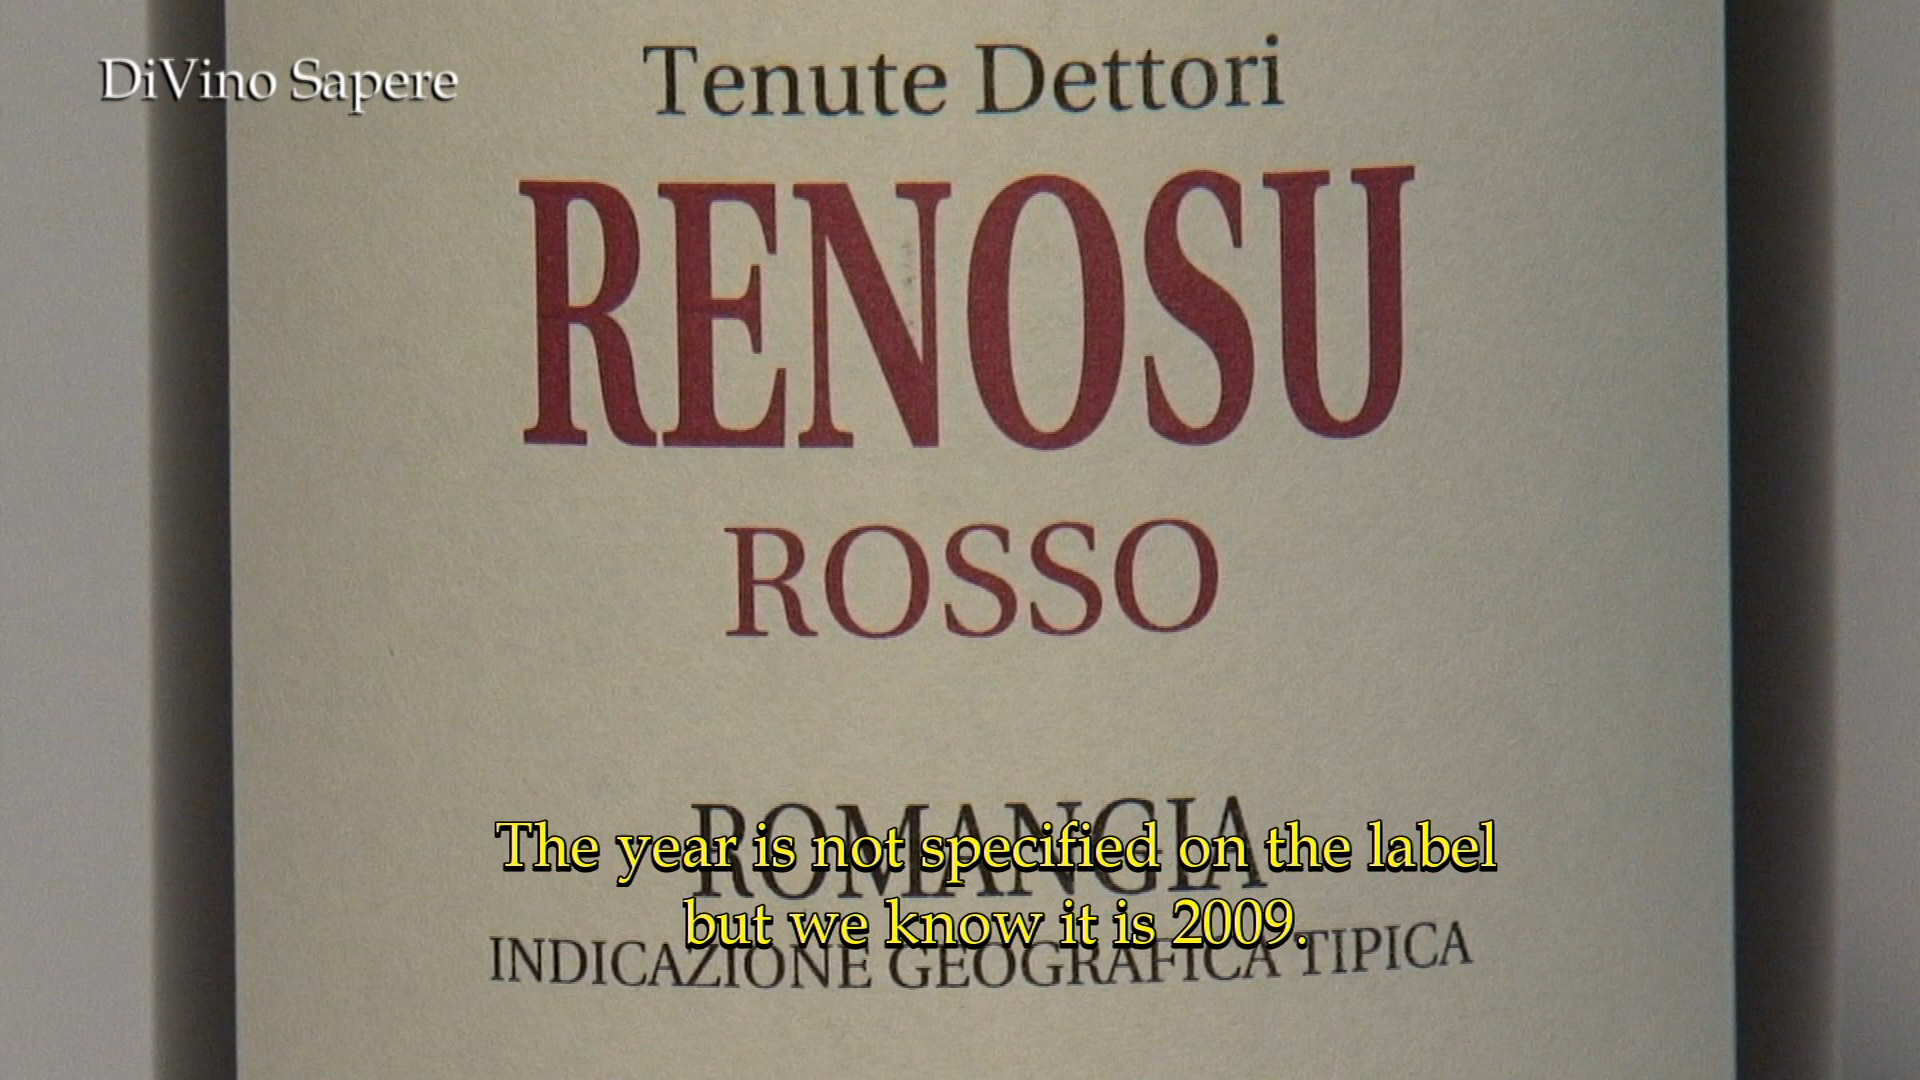 DiVino Sapere
Tenute Dettori
RENOSU
ROSSO
ROMANGIA
The year is not specified on the label
but we know it is 2009.
INDICAZIONE GEOGRAFICA TIPICA